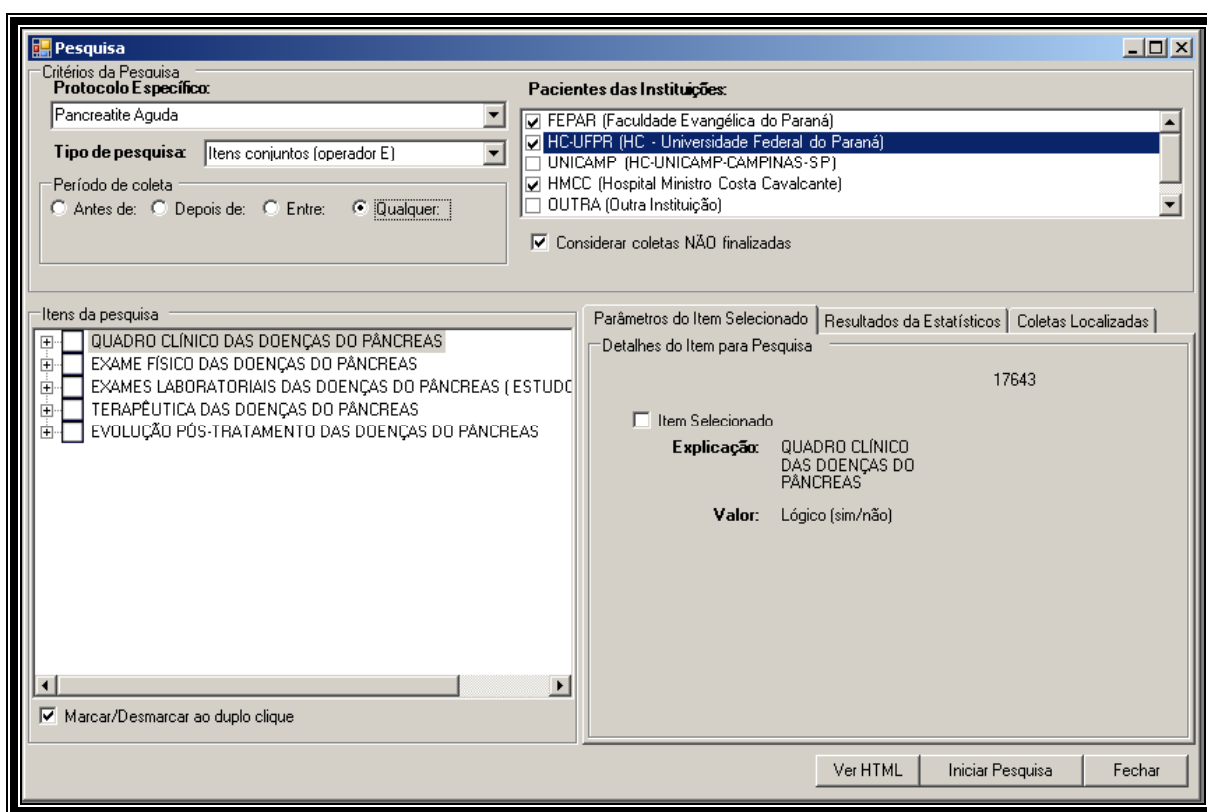 Pesquisa
Critérios da Pesquisa
Protocolo Específico:
Pancreatite Aguda
Tipo de pesquisa: Itens conjuntos (operador E)
Período de coleta
Antes de: Depois de: Entre: Qualquer:
Pacientes das Instituições:
FEPAR (Faculdade Evangélica do Paraná)
HC-UFPR (HC - Universidade Federal do Paraná)
UNICAMP (HC-UNICAMP-CAMPINAS-SP)
HMCC (Hospital Ministro Costa Cavalcante)
OUTRA (Outra Instituição)
Considerar coletas NÃO finalizadas
Itens da pesquisa
QUADRO CLÍNICO DAS DOENÇAS DO PÂNCREAS
EXAME FÍSICO DAS DOENÇAS DO PÂNCREAS
EXAMES LABORATORIAIS DAS DOENÇAS DO PÂNCREAS ( ESTUDO
TERAPÊUTICA DAS DOENÇAS DO PÂNCREAS
EVOLUÇÃO PÓS-TRATAMENTO DAS DOENÇAS DO PÂNCREAS
Marcar/Desmarcar ao duplo clique
Parâmetros do Item Selecionado Resultados da Estatísticos Coletas Localizadas
Detalhes do Item para Pesquisa
17643
Item Selecionado
Explicação: QUADRO CLÍNICO
DAS DOENÇAS DO
PÂNCREAS
Valor: Lógico (sim/não)
Ver HTML Iniciar Pesquisa Fechar